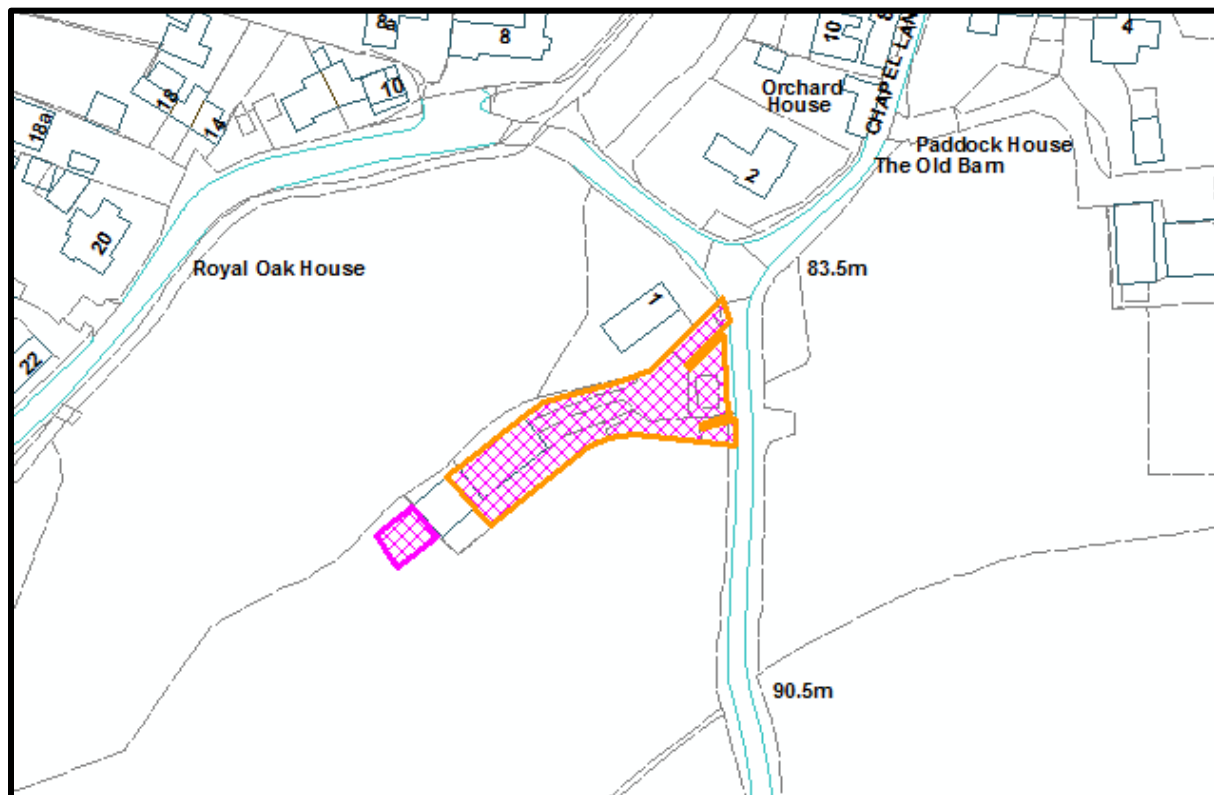 8a
8
10
8
4
18
10
14
18a
Orchard
House
CHAPEL LAN
Paddock House
The Old Barn
2
20
Royal Oak House
83.5m
1
22
90.5m